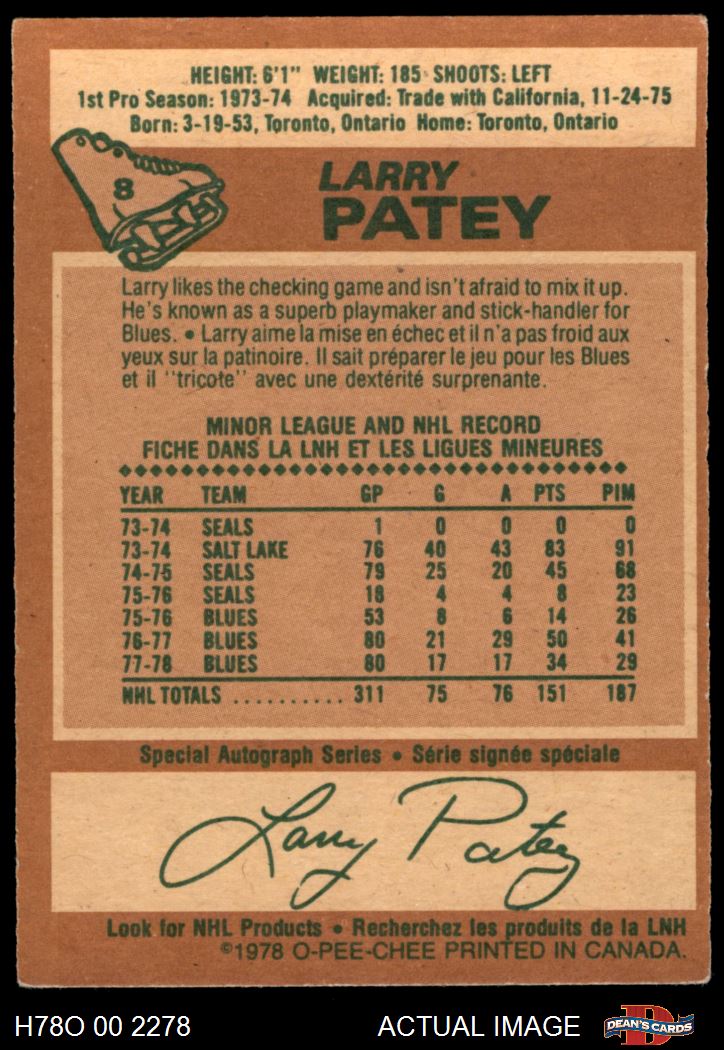 HEIGHT: 6'1" WEIGHT: 185 SHOOTS: LEFT
1st Pro Season: 1973-74 Acquired: Trade with California, 11-24-75
Born: 3-19-53, Toronto, Ontario Home: Toronto, Ontario
8
LARRY
PATEY
Larry likes the checking game and isn't afraid to mix it up.
He's known as a superb playmaker and stick-handler for
Blues. • Larry aime la mise en échec et il n'a pas froid aux
yeux sur la patinoire. Il sait préparer le jeu pour les Blues
et il "tricote" avec une dextérité surprenante.
MINOR LEAGUE AND NHL RECORD
FICHE DANS LA LNH ET LES LIGUES MINEURES
YEAR TEAM GP G A PTS PIM
73-74 SEALS 1 0 0 0 0
73-74 SALT LAKE 76 40 43 83 91
74-75 SEALS 79 25 20 45 68
75-76 SEALS 18 4 4 8 23
75-76 BLUES 53 8 6 14 26
76-77 BLUES 80 21 29 50 41
77-78 BLUES 80 17 17 34 29
NHL TOTALS .......... 311 75 76 151 187
Special Autograph Series • Série signée spéciale
Larry Patey
Look for NHL Products • Recherchez les produits de la LNH
©1978 O-PEE-CHEE PRINTED IN CANADA.
H78O 00 2278 ACTUAL IMAGE D DEAN'S CARDS